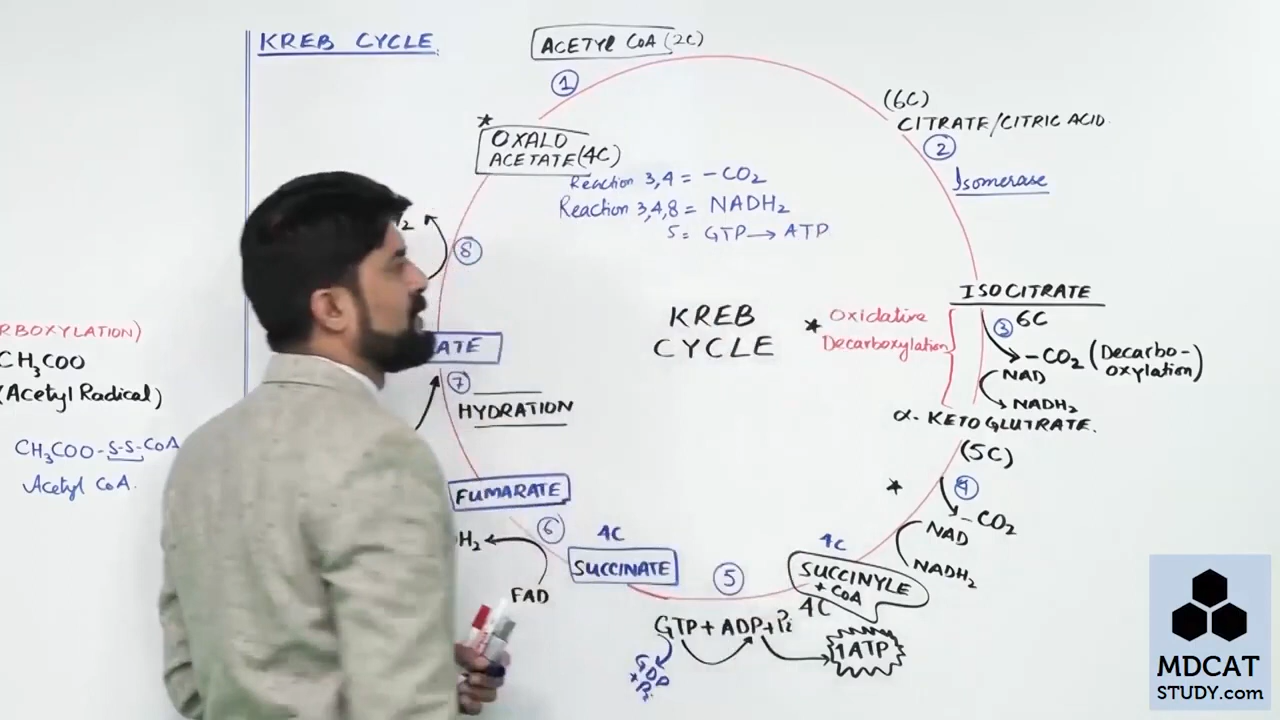 KREB CYCLE
ACETYL CoA (2C)
①
(6C)
CITRATE/CITRIC ACID
②
Isomerase
*
OXALO
ACETATE (4C)
Reaction 3,4 = -CO2
Reaction 3,4,8 = NADH2
5 = GTP → ATP
⑧
ISOCITRATE
③ 6C
-CO2 (Decarbo-
oxylation)
NAD
NADH2
* Oxidative
Decarboxylation
KREB
CYCLE
α-KETOGLUTRATE.
(5C)
*
④
-CO2
NAD
NADH2
4C
SUCCINYLE
+ CoA
4C
⑤
GTP + ADP + Pi
GDP
+ Pi
1ATP
4C
SUCCINATE
⑥
FAD
H2
FUMARATE
HYDRATION
⑦
ATE
RBOXYLATION)
CH3COO
(Acetyl Radical)
CH3COO-S-S-CoA
Acetyl CoA.
MDCAT
STUDY.com